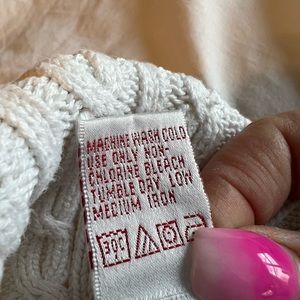 MACHINE WASH COLD
USE ONLY NON-
CHLORINE BLEACH
TUMBLE DRY, LOW
MEDIUM IRON
30C